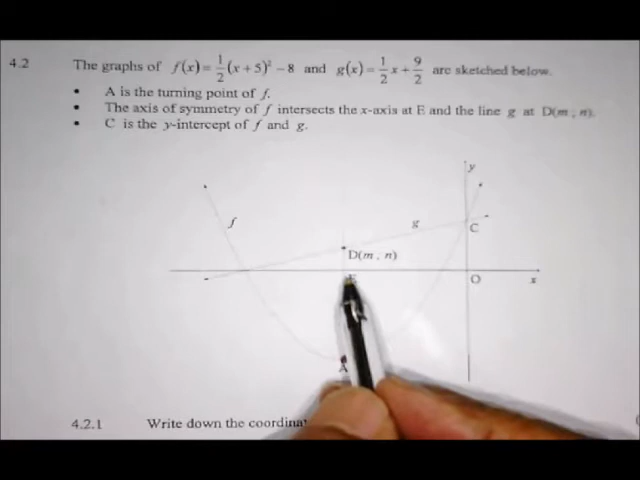 4.2 The graphs of f(x) = 1/2 (x + 5)² − 8 and g(x) = 1/2 x + 9/2 are sketched below.
• A is the turning point of f.
• The axis of symmetry of f intersects the x-axis at E and the line g at D(m ; n).
• C is the y-intercept of f and g.
y
f
g
C
D(m ; n)
E
O
x
A
4.2.1 Write down the